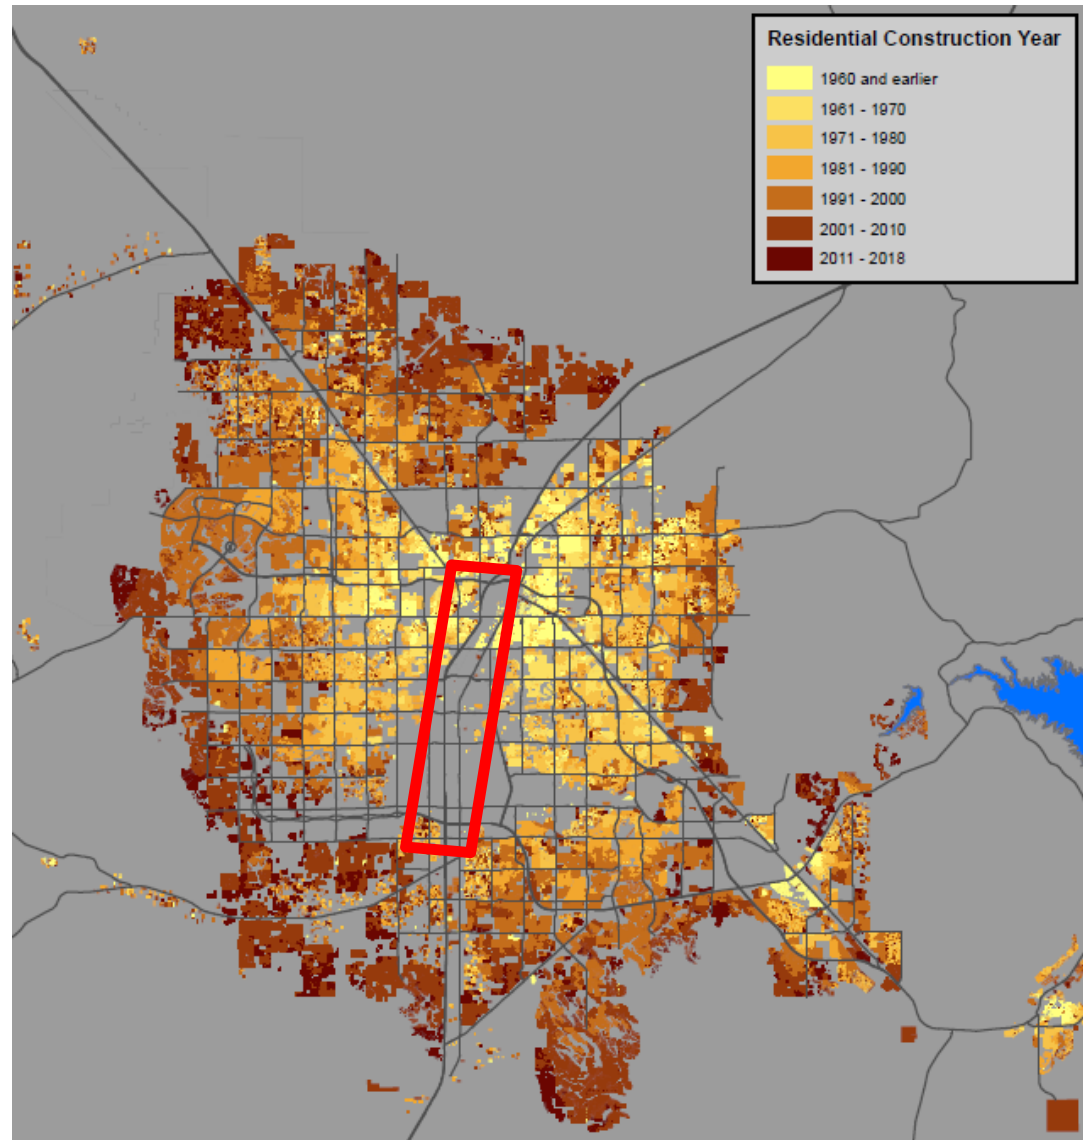 Residential Construction Year
1960 and earlier
1961 - 1970
1971 - 1980
1981 - 1990
1991 - 2000
2001 - 2010
2011 - 2018